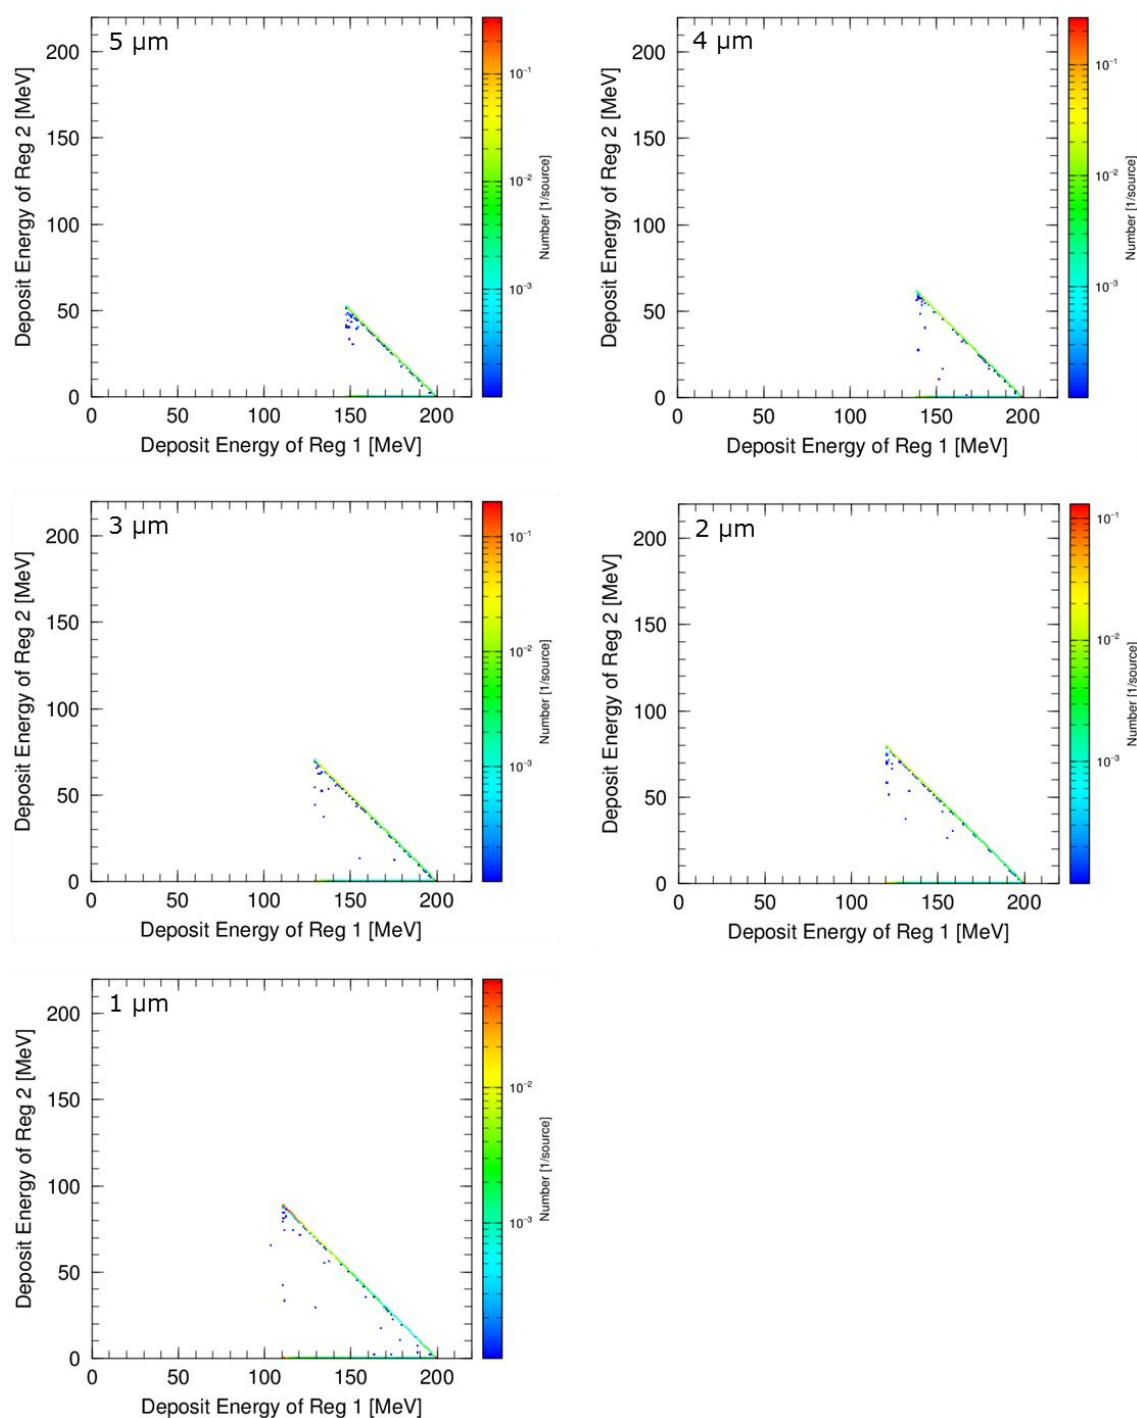 5 μm
200
150
100
50
0
0 50 100 150 200
Deposit Energy of Reg 1 [MeV]
Deposit Energy of Reg 2 [MeV]
10⁻¹
10⁻²
10⁻³
Number [1/source]
4 μm
200
150
100
50
0
0 50 100 150 200
Deposit Energy of Reg 1 [MeV]
Deposit Energy of Reg 2 [MeV]
10⁻¹
10⁻²
10⁻³
Number [1/source]
3 μm
200
150
100
50
0
0 50 100 150 200
Deposit Energy of Reg 1 [MeV]
Deposit Energy of Reg 2 [MeV]
10⁻¹
10⁻²
10⁻³
Number [1/source]
2 μm
200
150
100
50
0
0 50 100 150 200
Deposit Energy of Reg 1 [MeV]
Deposit Energy of Reg 2 [MeV]
10⁻¹
10⁻²
10⁻³
Number [1/source]
1 μm
200
150
100
50
0
0 50 100 150 200
Deposit Energy of Reg 1 [MeV]
Deposit Energy of Reg 2 [MeV]
10⁻²
10⁻³
Number [1/source]